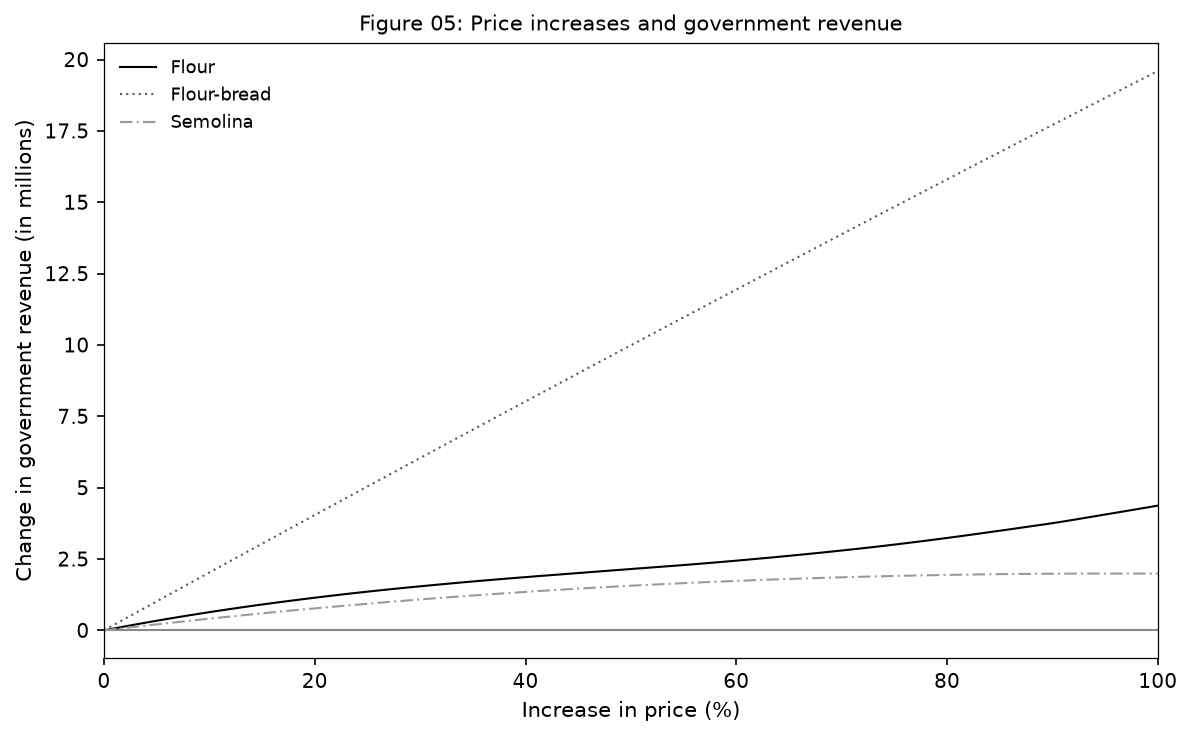 Figure 05: Price increases and government revenue
Flour
Flour-bread
Semolina
Change in government revenue (in millions)
20
17.5
15
12.5
10
7.5
5
2.5
0
0 20 40 60 80 100
Increase in price (%)